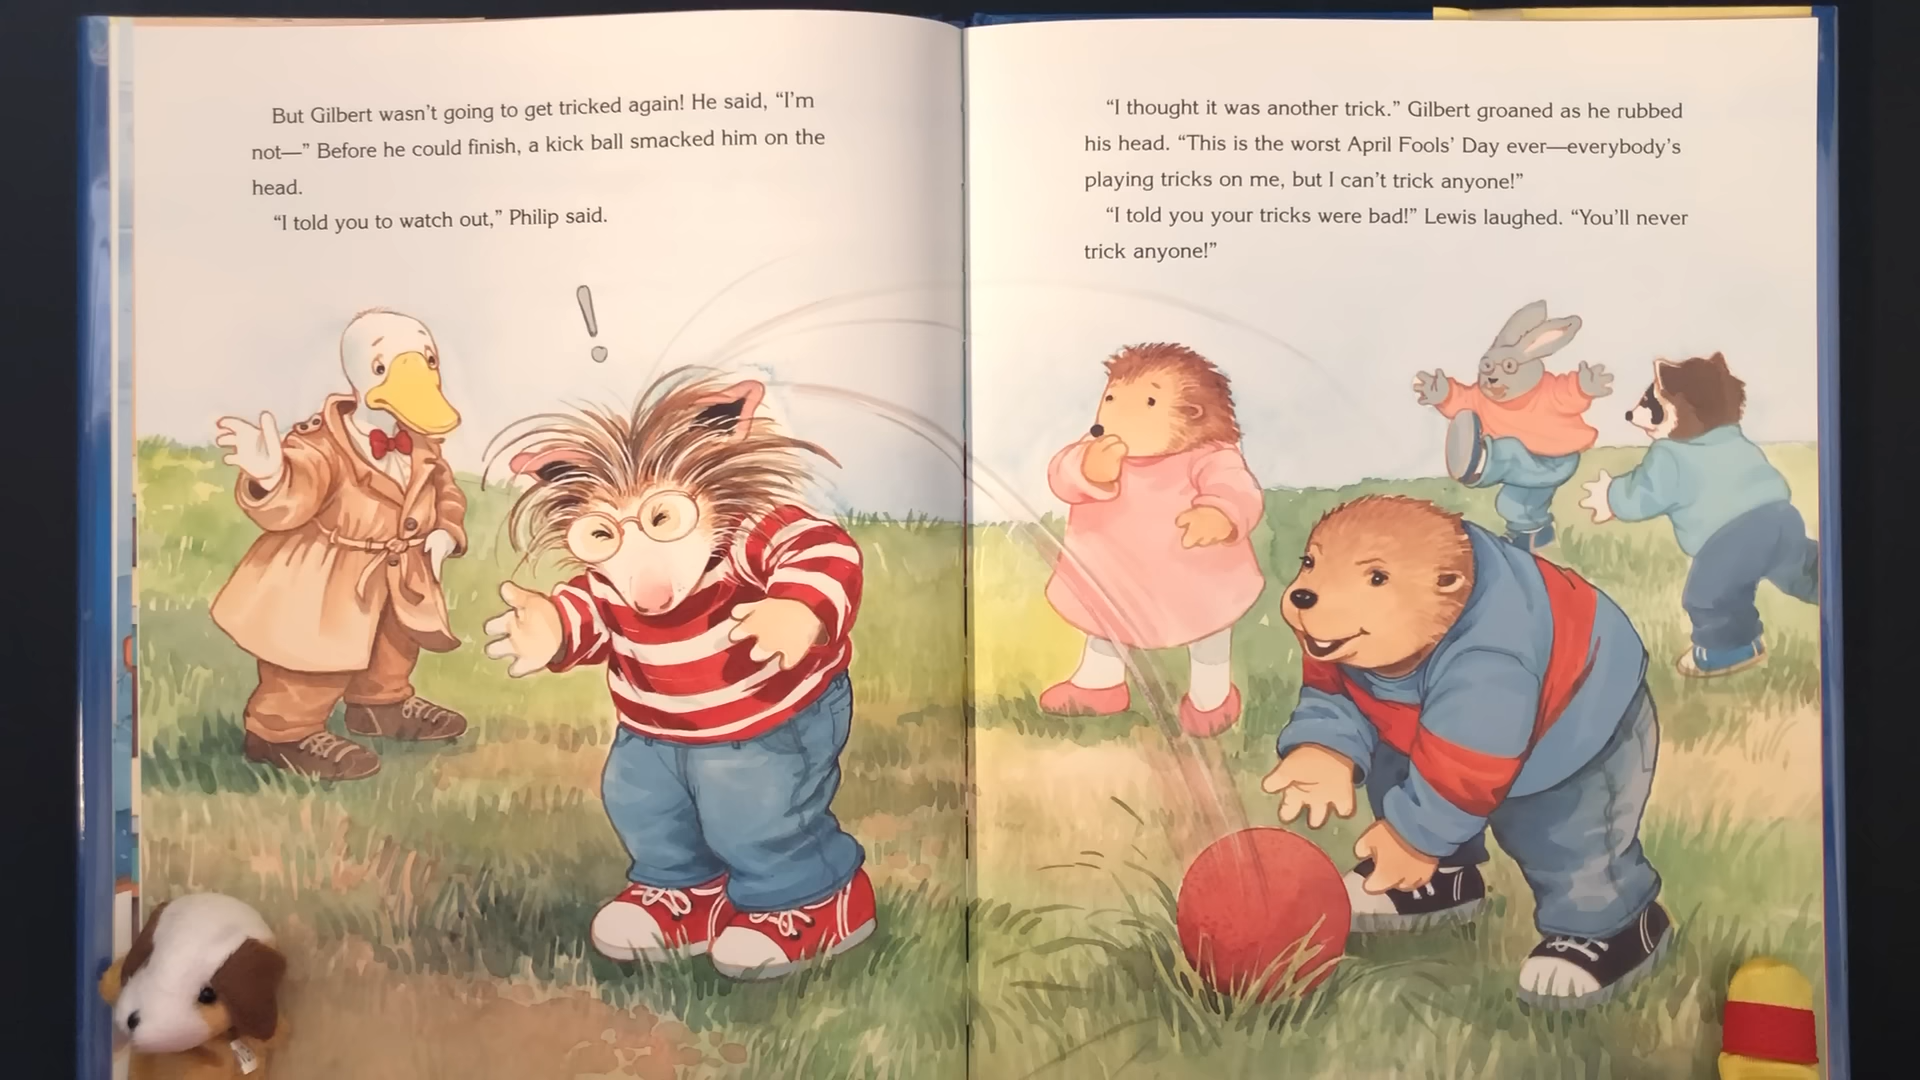 But Gilbert wasn't going to get tricked again! He said, “I'm
not—” Before he could finish, a kick ball smacked him on the
head.
“I told you to watch out,” Philip said.
!
“I thought it was another trick.” Gilbert groaned as he rubbed
his head. “This is the worst April Fools' Day ever—everybody's
playing tricks on me, but I can't trick anyone!”
“I told you your tricks were bad!” Lewis laughed. “You'll never
trick anyone!”